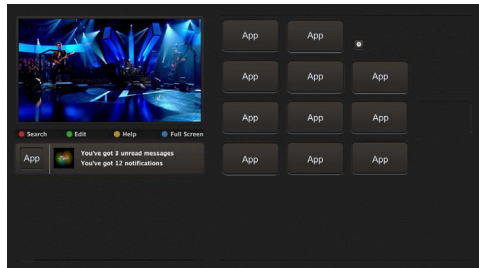 Search Edit Help Full Screen
App
You've got 3 unread messages
You've got 12 notifications
App App
App App App
App App App
App App App